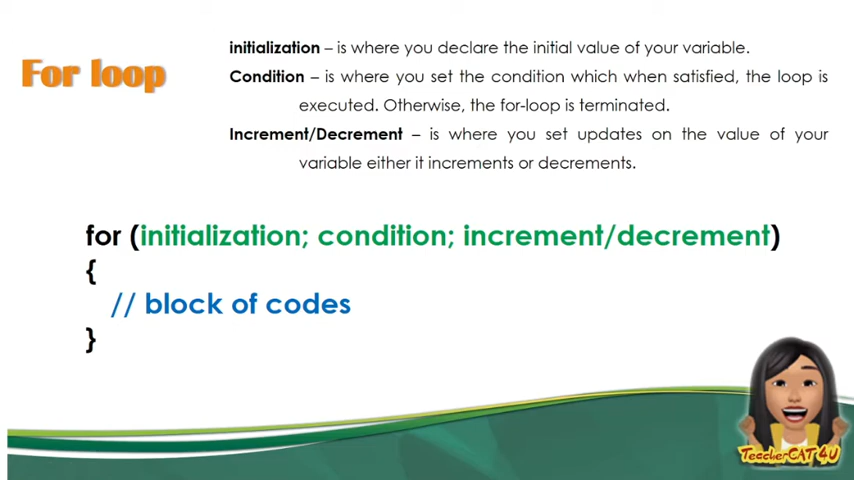 For loop
initialization – is where you declare the initial value of your variable.
Condition – is where you set the condition which when satisfied, the loop is
executed. Otherwise, the for-loop is terminated.
Increment/Decrement – is where you set updates on the value of your
variable either it increments or decrements.
for (initialization; condition; increment/decrement)
{
// block of codes
}
TeacherCAT 4U